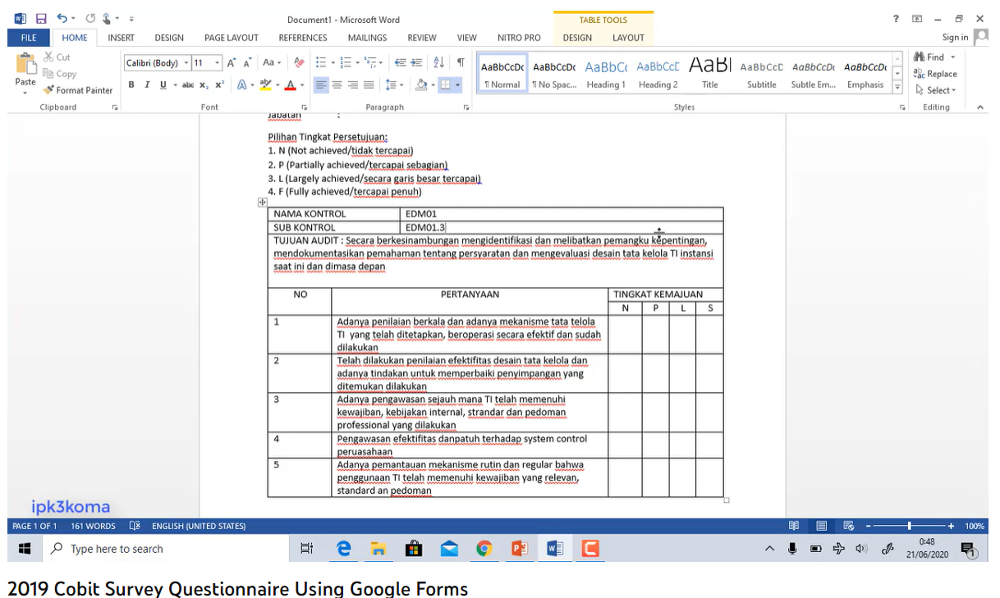 Document1 - Microsoft Word
TABLE TOOLS
?
FILE HOME INSERT DESIGN PAGE LAYOUT REFERENCES MAILINGS REVIEW VIEW NITRO PRO DESIGN LAYOUT Sign in
Paste
Cut
Copy
Format Painter
Clipboard
Calibri (Body) 11
Font
Paragraph
AaBbCcDc AaBbCcDc AaBbC( AaBbCcC AaB AaBbCcC AaBbCcDc AaBbCcDc
¶ Normal ¶ No Spac... Heading 1 Heading 2 Title Subtitle Subtle Em... Emphasis
Styles
Find
Replace
Select
Editing
Jabatan :
Pilihan Tingkat Persetujuan:
1. N (Not achieved/tidak tercapai)
2. P (Partially achieved/tercapai sebagian)
3. L (Largely achieved/secara garis besar tercapai)
4. F (Fully achieved/tercapai penuh)
NAMA KONTROL EDM01
SUB KONTROL EDM01.3
TUJUAN AUDIT : Secara berkesinambungan mengidentifikasi dan melibatkan pemangku kepentingan,
mendokumentasikan pemahaman tentang persyaratan dan mengevaluasi desain tata kelola TI instansi
saat ini dan dimasa depan
NO PERTANYAAN TINGKAT KEMAJUAN
N P L S
1 Adanya penilaian berkala dan adanya mekanisme tata telola
TI yang telah ditetapkan, beroperasi secara efektif dan sudah
dilakukan
2 Telah dilakukan penilaian efektifitas desain tata kelola dan
adanya tindakan untuk memperbaiki penyimpangan yang
ditemukan dilakukan
3 Adanya pengawasan sejauh mana TI telah memenuhi
kewajiban, kebijakan internal, strandar dan pedoman
professional yang dilakukan
4 Pengawasan efektifitas danpatuh terhadap system control
peruasahaan
5 Adanya pemantauan mekanisme rutin dan regular bahwa
penggunaan TI telah memenuhi kewajiban yang relevan,
standard an pedoman
ipk3koma
PAGE 1 OF 1 161 WORDS ENGLISH (UNITED STATES) 100%
Type here to search
0:48
21/06/2020
1
2019 Cobit Survey Questionnaire Using Google Forms